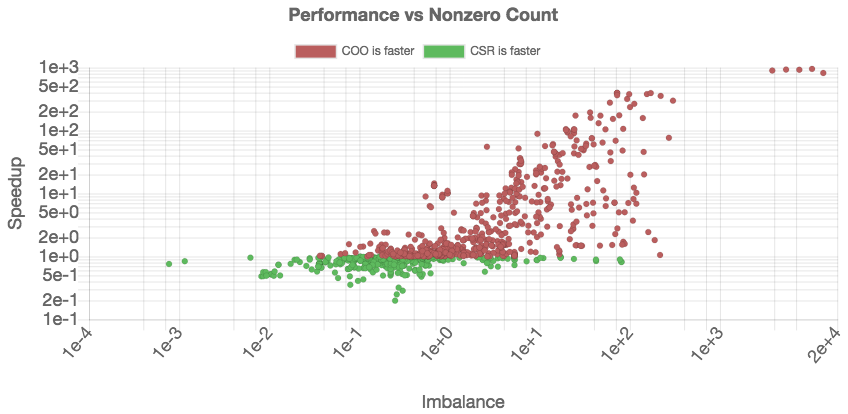 Performance vs Nonzero Count
COO is faster
CSR is faster
1e+3
5e+2
2e+2
1e+2
5e+1
2e+1
1e+1
5e+0
2e+0
1e+0
5e-1
2e-1
1e-1
Speedup
1e-4
1e-3
1e-2
1e-1
1e+0
1e+1
1e+2
1e+3
2e+4
Imbalance